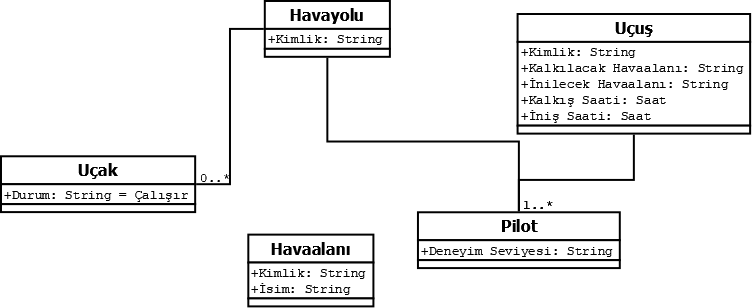 Havayolu
+Kimlik: String
Uçuş
+Kimlik: String
+Kalkılacak Havaalanı: String
+İnilecek Havaalanı: String
+Kalkış Saati: Saat
+İniş Saati: Saat
Uçak
+Durum: String = Çalışır
0..*
1..*
Pilot
+Deneyim Seviyesi: String
Havaalanı
+Kimlik: String
+İsim: String